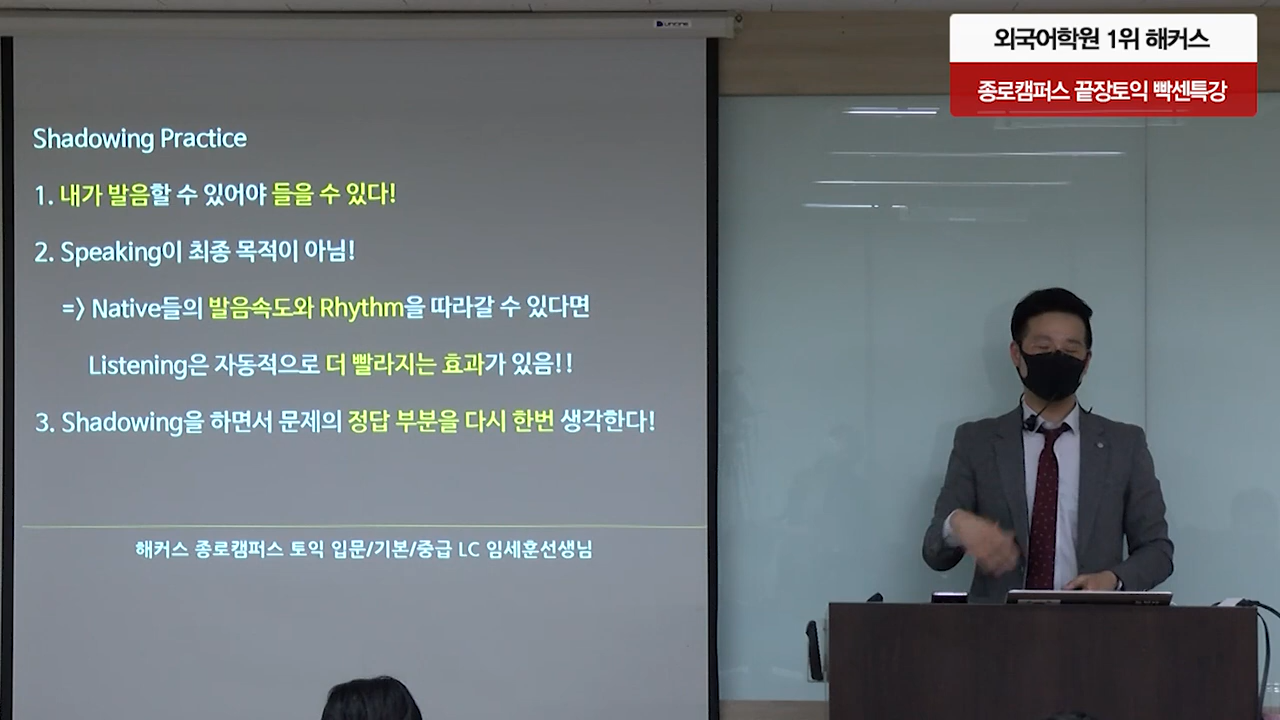 외국어학원 1위 해커스
종로캠퍼스 끝장토익 빡센특강
Shadowing Practice
1. 내가 발음할 수 있어야 들을 수 있다!
2. Speaking이 최종 목적이 아님!
=> Native들의 발음속도와 Rhythm을 따라갈 수 있다면
Listening은 자동적으로 더 빨라지는 효과가 있음!!
3. Shadowing을 하면서 문제의 정답 부분을 다시 한번 생각한다!
해커스 종로캠퍼스 토익 입문/기본/중급 LC 임세훈선생님